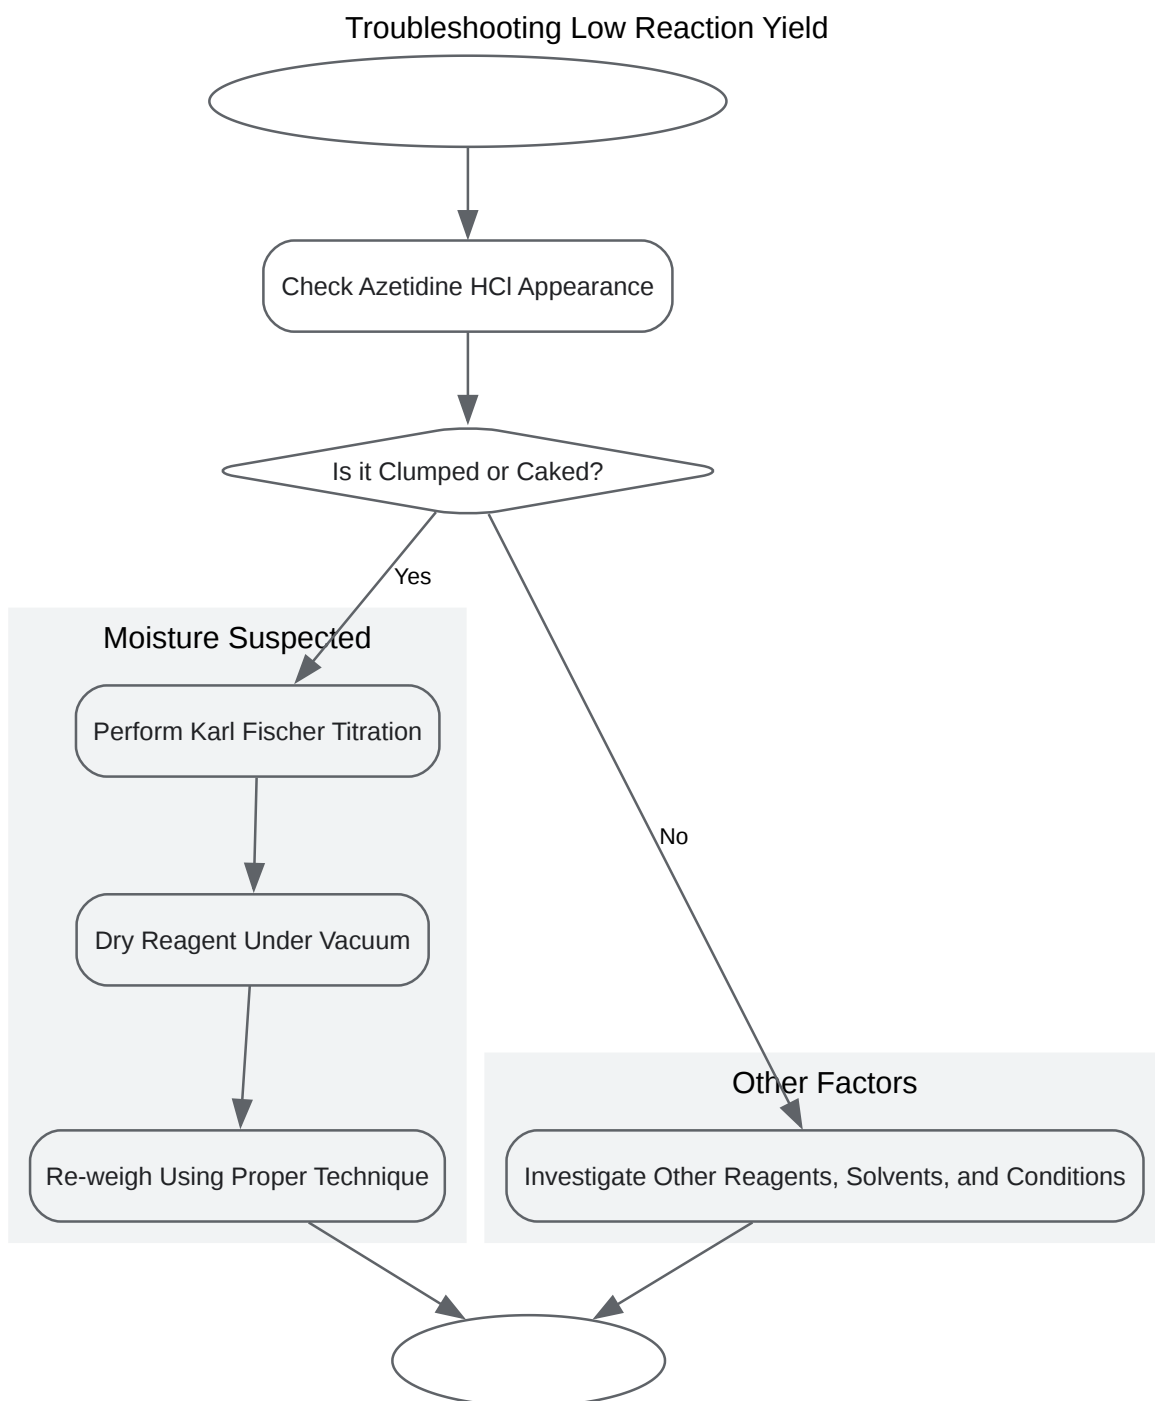 Troubleshooting Low Reaction Yield
Check Azetidine HCl Appearance
Is it Clumped or Caked?
Yes
Moisture Suspected
Perform Karl Fischer Titration
No
Dry Reagent Under Vacuum
Other Factors
Re-weigh Using Proper Technique
Investigate Other Reagents, Solvents, and Conditions